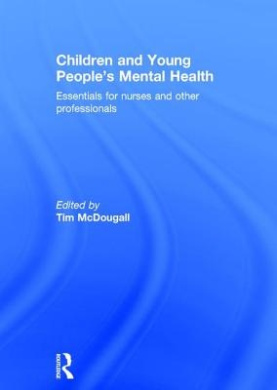 Children and Young
People's Mental Health
Essentials for nurses and other
professionals
Edited by
Tim McDougall
R
ROUTLEDGE